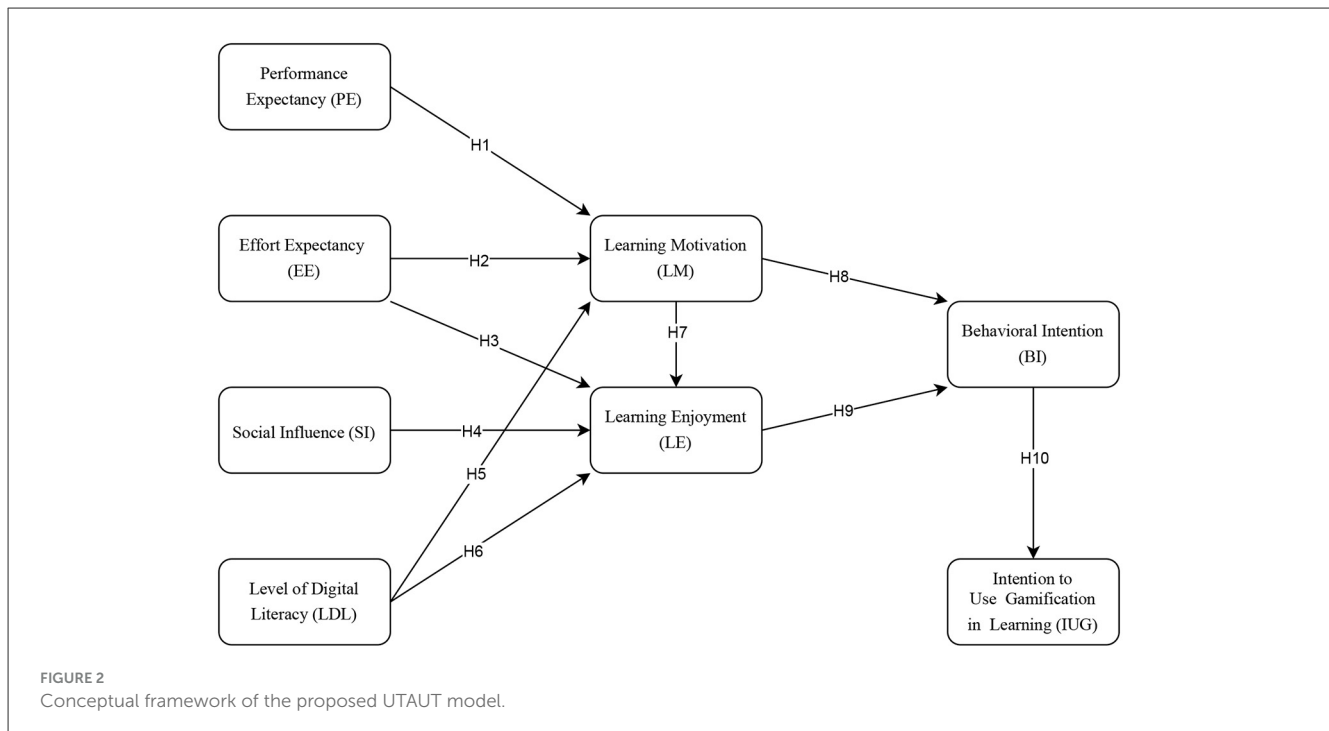 Performance
Expectancy (PE)
H1
Effort Expectancy
(EE)
H2
Learning Motivation
(LM)
H8
H3
H7
Behavioral Intention
(BI)
Social Influence (SI)
H4
Learning Enjoyment
(LE)
H9
H5
H10
H6
Level of Digital
Literacy (LDL)
Intention to
Use Gamification
in Learning (IUG)
FIGURE 2
Conceptual framework of the proposed UTAUT model.